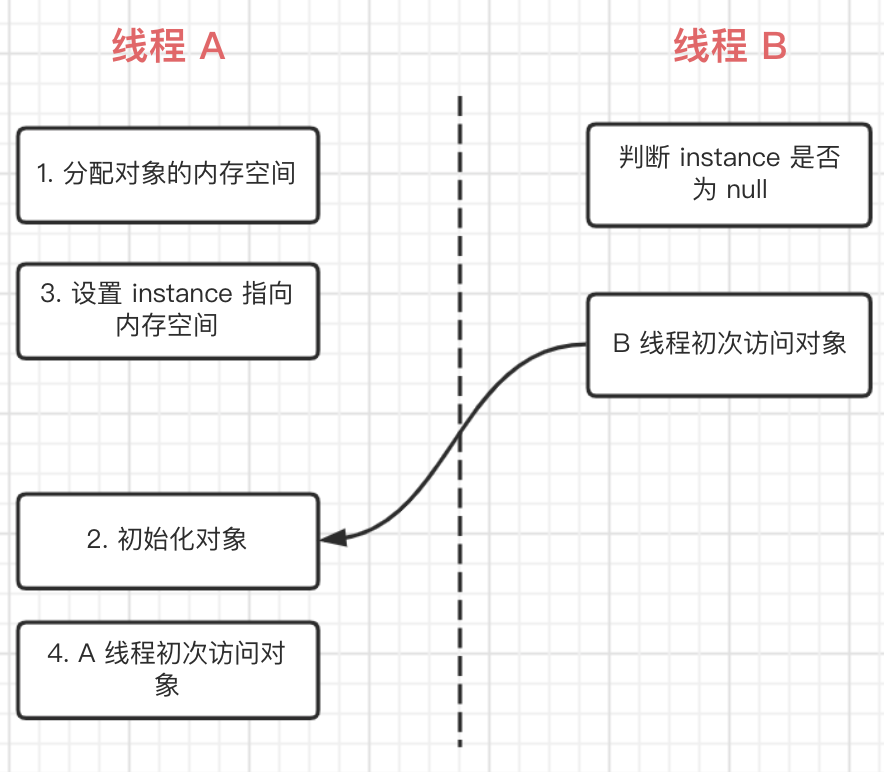 线程 A
1. 分配对象的内存空间
3. 设置 instance 指向
内存空间
2. 初始化对象
4. A 线程初次访问对
象
线程 B
判断 instance 是否
为 null
B 线程初次访问对象